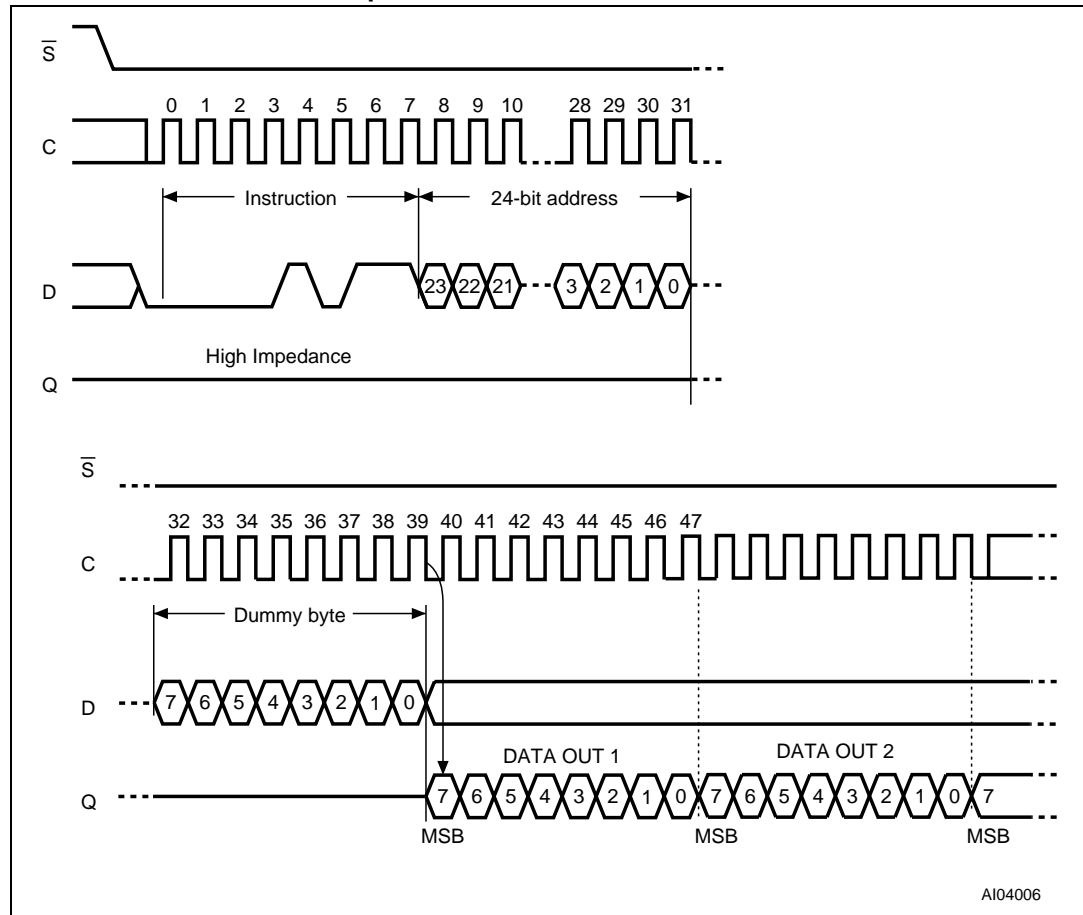 S
0 1 2 3 4 5 6 7 8 9 10 28 29 30 31
C
Instruction 24-bit address
D 23 22 21 3 2 1 0
High Impedance
Q
S
32 33 34 35 36 37 38 39 40 41 42 43 44 45 46 47
C
Dummy byte
D 7 6 5 4 3 2 1 0
DATA OUT 1 DATA OUT 2
Q 7 6 5 4 3 2 1 0 7 6 5 4 3 2 1 0 7
MSB MSB MSB
AI04006